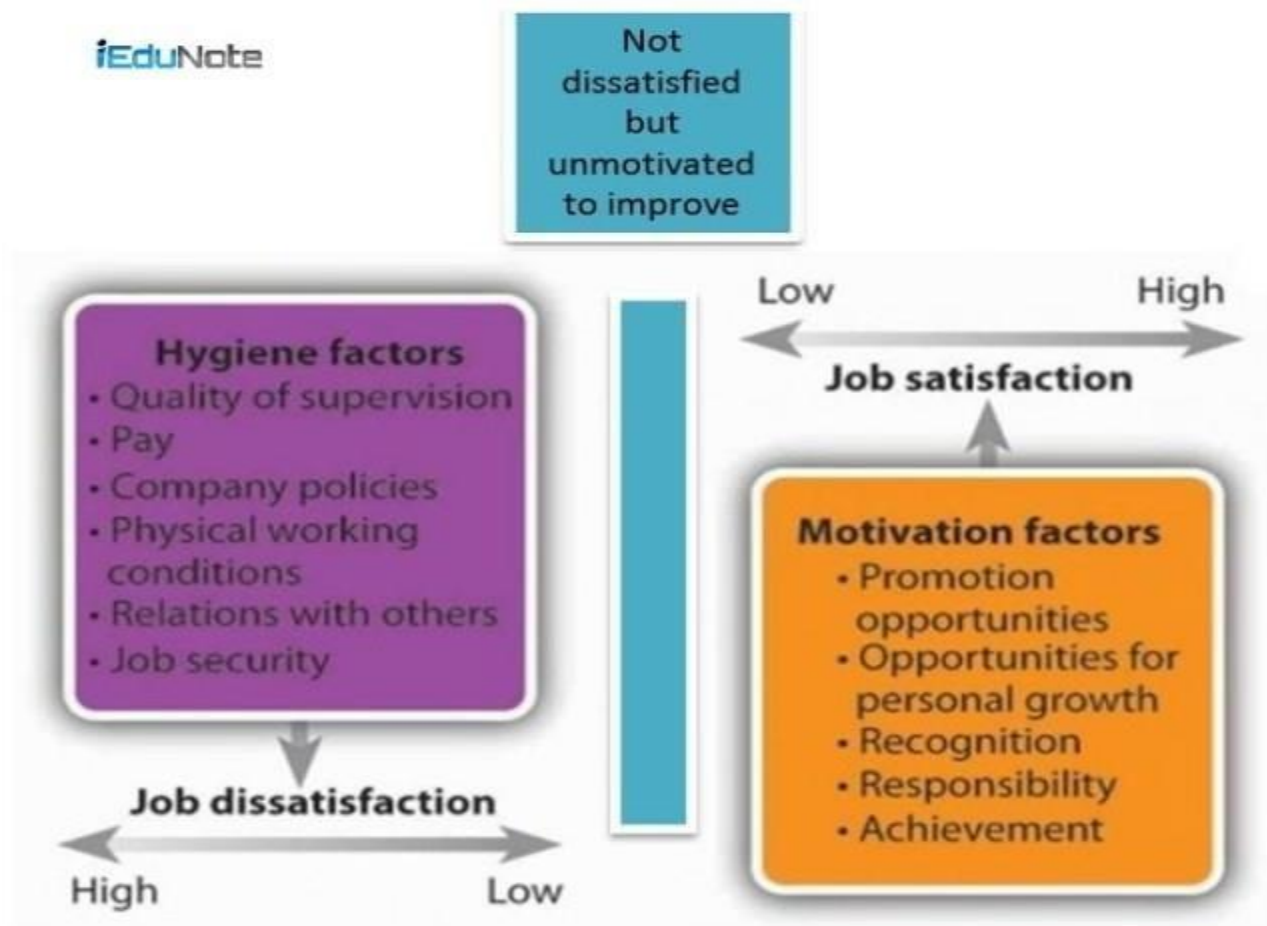 iEduNote
Not
dissatisfied
but
unmotivated
to improve
Hygiene factors
• Quality of supervision
• Pay
• Company policies
• Physical working
conditions
• Relations with others
• Job security
Job dissatisfaction
High Low
Low High
Job satisfaction
Motivation factors
• Promotion
opportunities
• Opportunities for
personal growth
• Recognition
• Responsibility
• Achievement